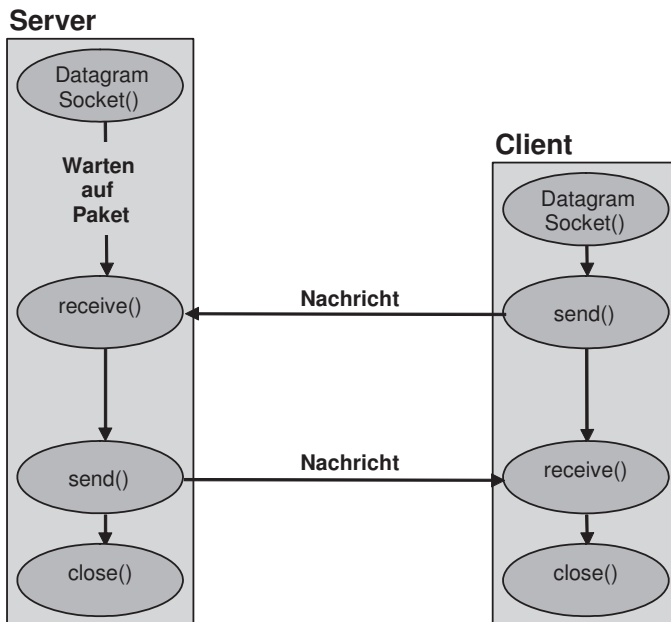 Server
Datagram
Socket()
Warten
auf
Paket
receive()
send()
close()
Client
Datagram
Socket()
send()
receive()
close()
Nachricht
Nachricht